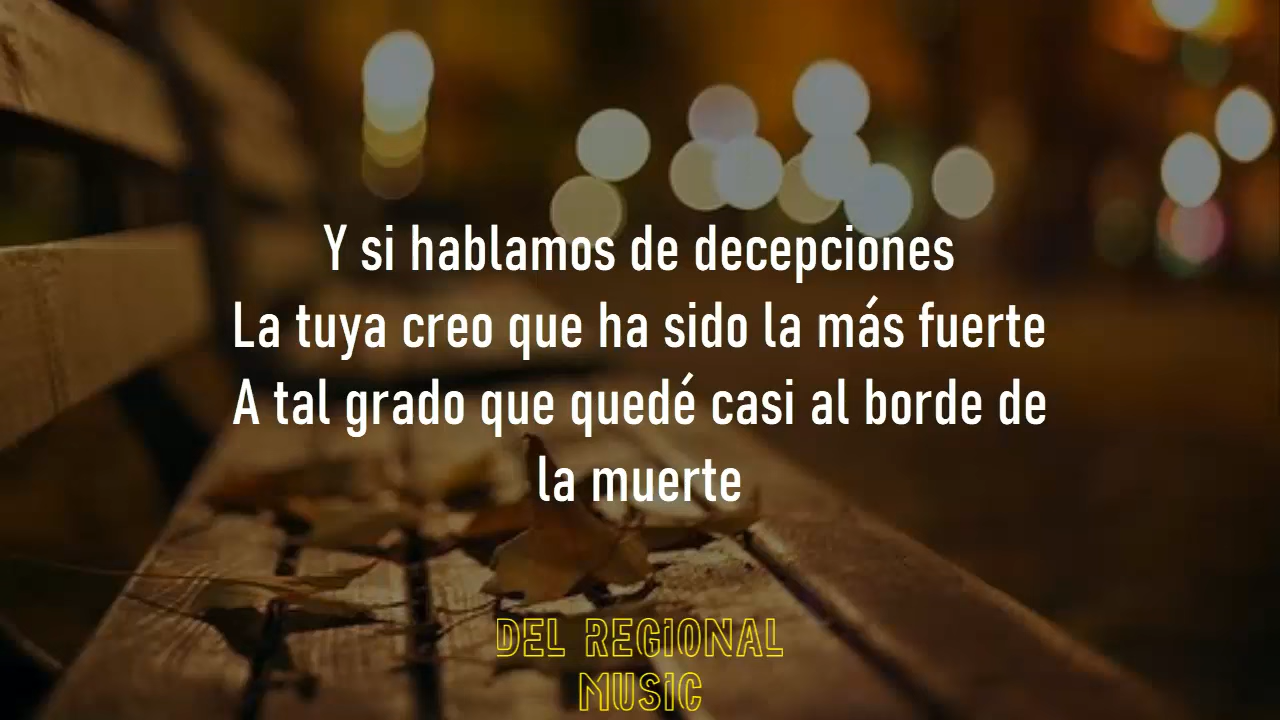 Y si hablamos de decepciones
La tuya creo que ha sido la más fuerte
A tal grado que quedé casi al borde de
la muerte
DEL REGIONAL
MUSIC